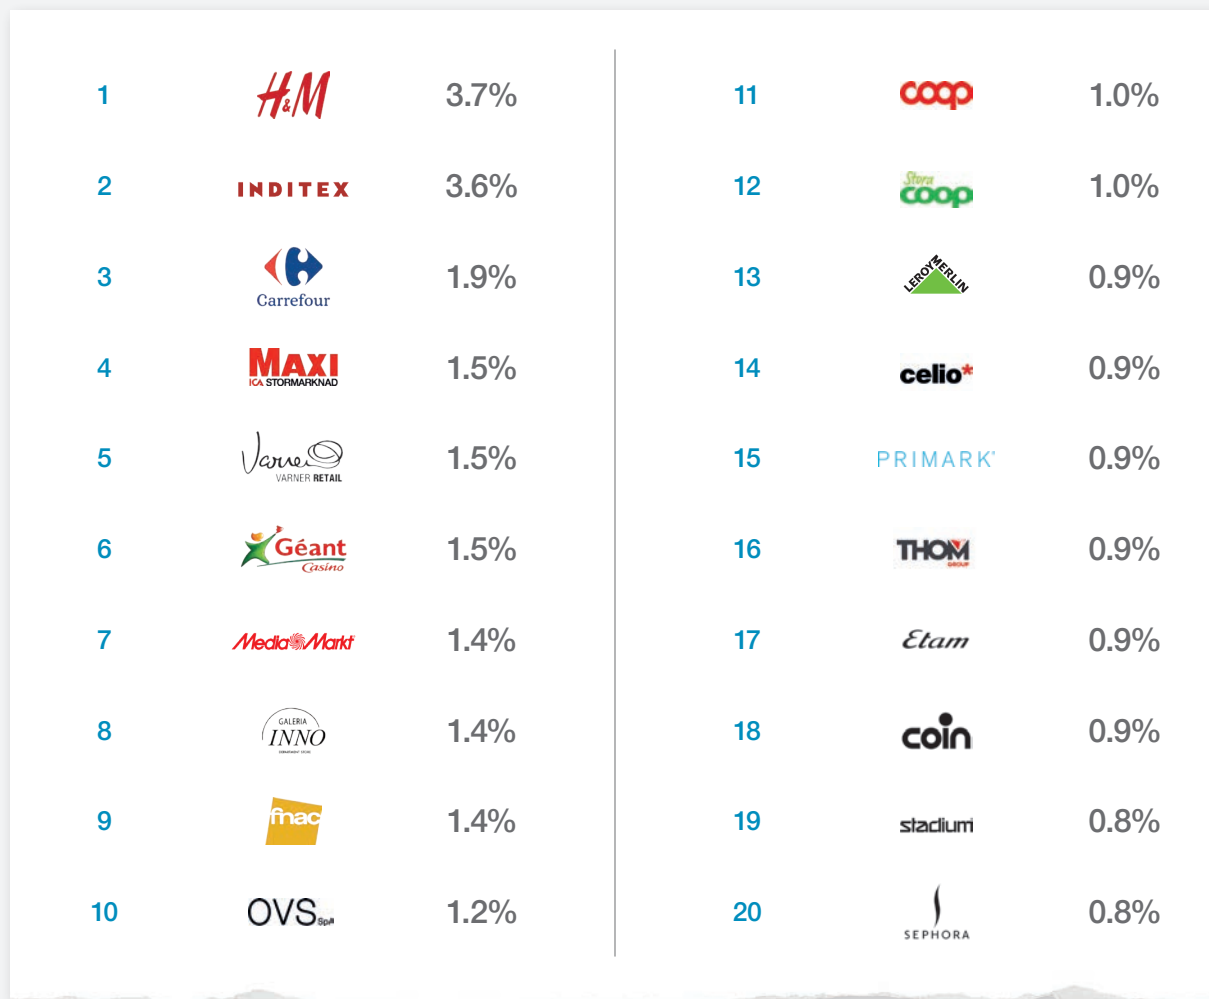 1 H&M 3.7%
2 INDITEX 3.6%
3 Carrefour 1.9%
4 MAXI 1.5%
ICA STORMARKNAD
5 Varner 1.5%
VARNER RETAIL
6 Géant 1.5%
Casino
7 Media Markt 1.4%
8 GALERIA 1.4%
INNO
DEPARTMENT STORE
9 fnac 1.4%
10 OVS SpA 1.2%
11 coop 1.0%
12 Stora 1.0%
coop
13 LEROY MERLIN 0.9%
14 celio* 0.9%
15 PRIMARK® 0.9%
16 THOM 0.9%
GROUP
17 Etam 0.9%
18 coin 0.9%
19 stadium 0.8%
20 SEPHORA 0.8%